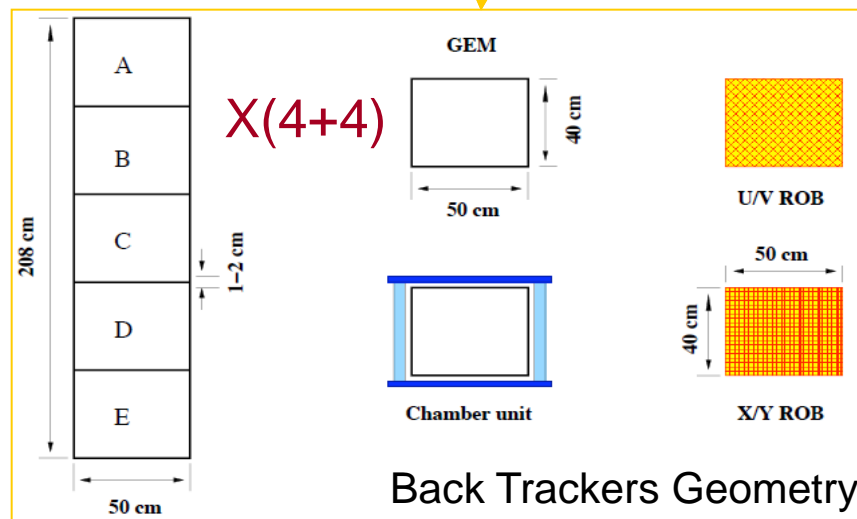 A
B
C
D
E
208 cm
1−2 cm
50 cm
X(4+4)
GEM
40 cm
50 cm
Chamber unit
U/V ROB
50 cm
40 cm
X/Y ROB
Back Trackers Geometry